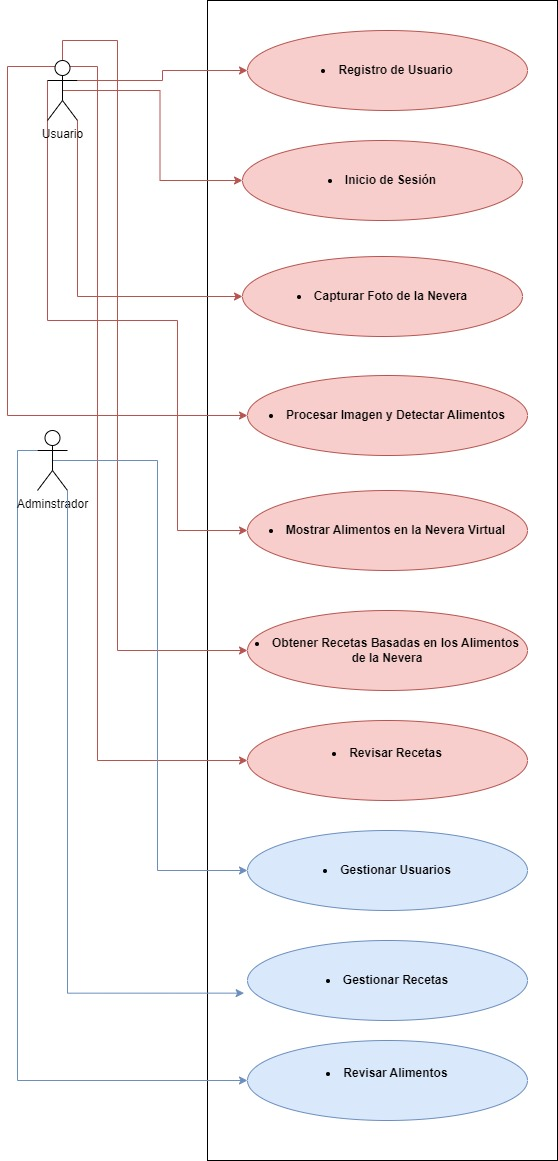 • Registro de Usuario
Usuario
• Inicio de Sesión
• Capturar Foto de la Nevera
• Procesar Imagen y Detectar Alimentos
Adminstrador
• Mostrar Alimentos en la Nevera Virtual
• Obtener Recetas Basadas en los Alimentos
de la Nevera
• Revisar Recetas
• Gestionar Usuarios
• Gestionar Recetas
• Revisar Alimentos